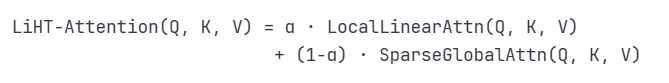 LiHT-Attention(Q, K, V) = α · LocalLinearAttn(Q, K, V)
+ (1-α) · SparseGlobalAttn(Q, K, V)